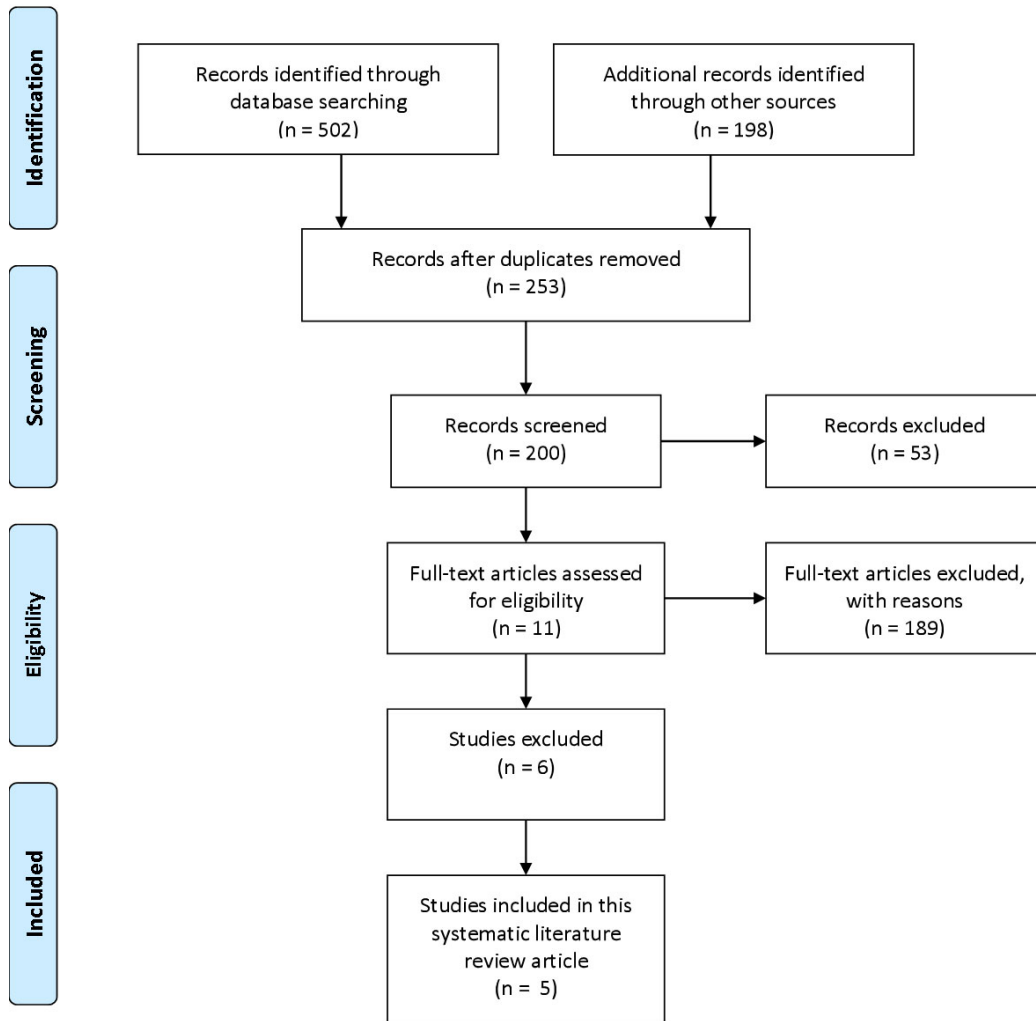 Identification
Records identified through
database searching
(n = 502)
Additional records identified
through other sources
(n = 198)
Records after duplicates removed
(n = 253)
Screening
Records screened
(n = 200)
Records excluded
(n = 53)
Eligibility
Full-text articles assessed
for eligibility
(n = 11)
Full-text articles excluded,
with reasons
(n = 189)
Studies excluded
(n = 6)
Included
Studies included in this
systematic literature
review article
(n = 5)